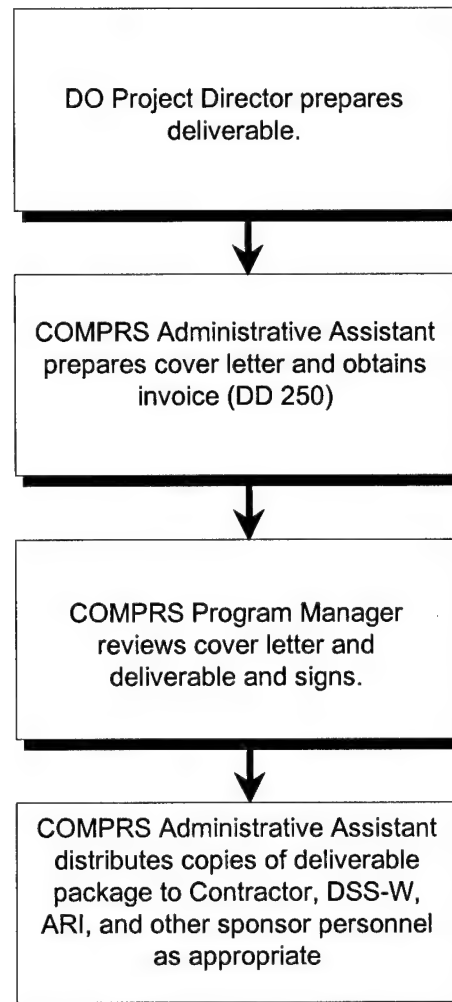 DO Project Director prepares
deliverable.
COMPRS Administrative Assistant
prepares cover letter and obtains
invoice (DD 250)
COMPRS Program Manager
reviews cover letter and
deliverable and signs.
COMPRS Administrative Assistant
distributes copies of deliverable
package to Contractor, DSS-W,
ARI, and other sponsor personnel
as appropriate